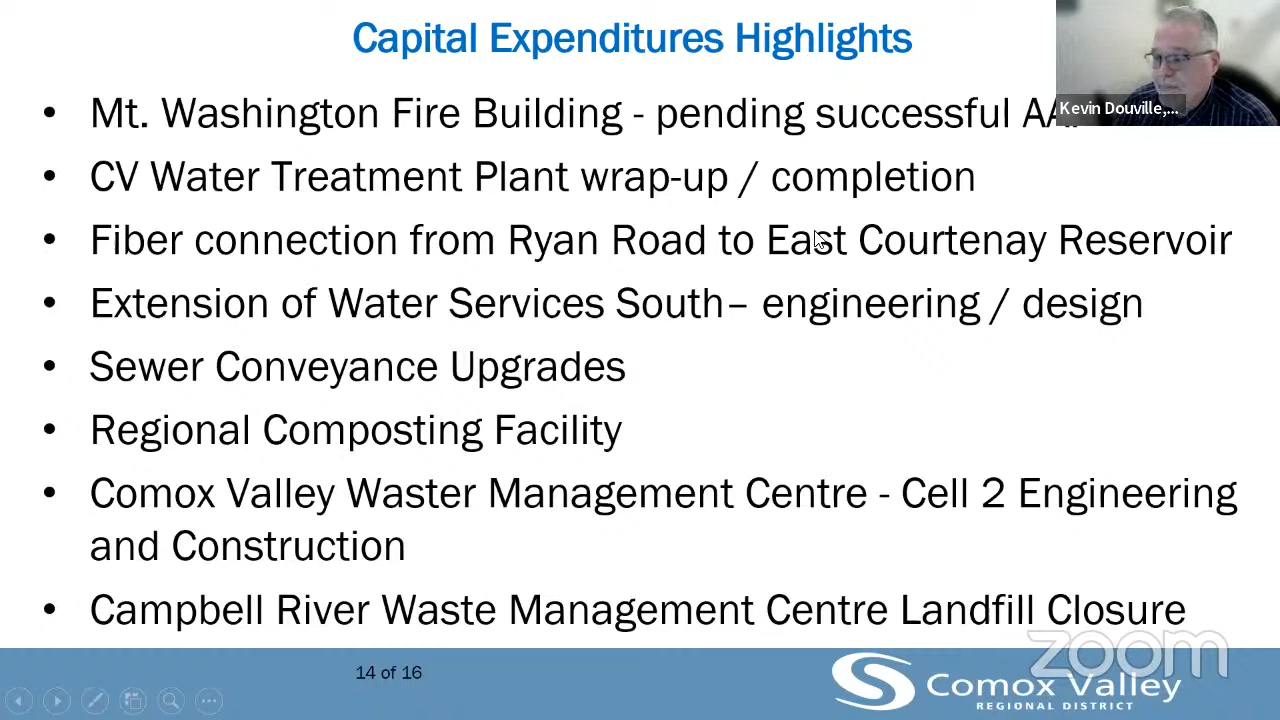 Capital Expenditures Highlights
Kevin Douville,...
• Mt. Washington Fire Building - pending successful
• CV Water Treatment Plant wrap-up / completion
• Fiber connection from Ryan Road to East Courtenay Reservoir
• Extension of Water Services South– engineering / design
• Sewer Conveyance Upgrades
• Regional Composting Facility
• Comox Valley Waster Management Centre - Cell 2 Engineering
and Construction
• Campbell River Waste Management Centre Landfill Closure
14 of 16
zoom
Comox Valley
REGIONAL DISTRICT